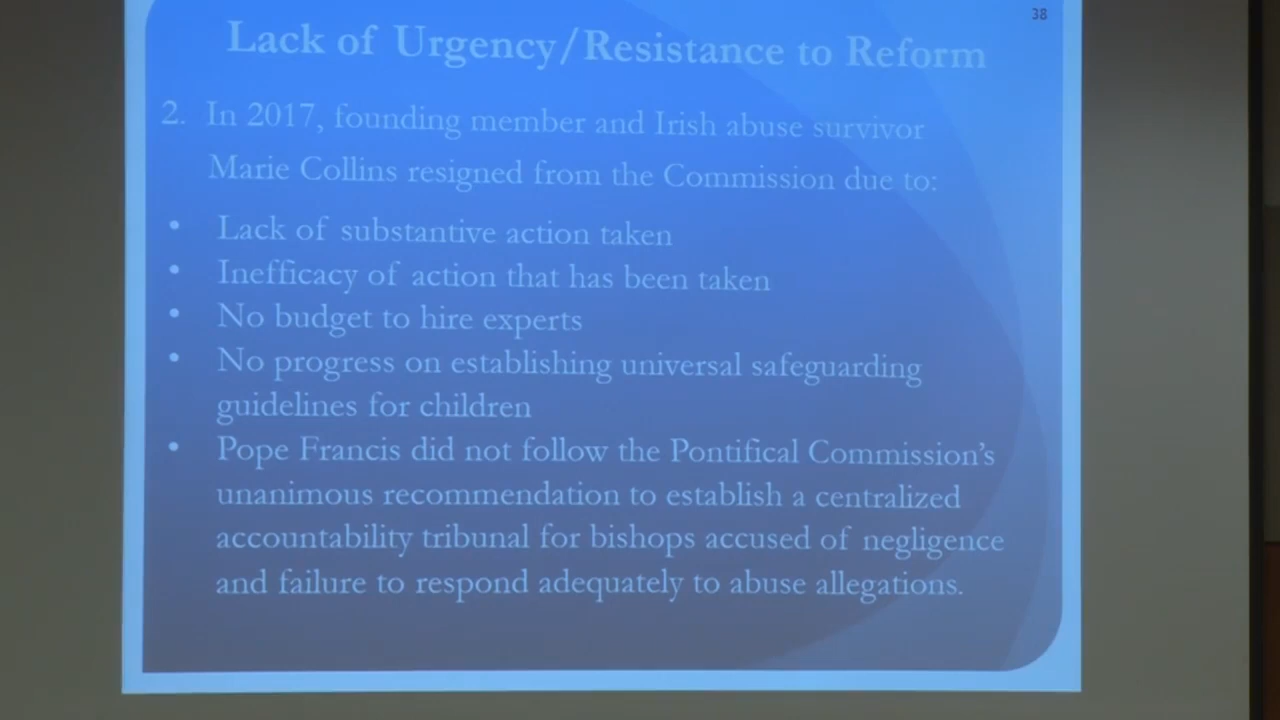 38
Lack of Urgency/Resistance to Reform
2. In 2017, founding member and Irish abuse survivor
Marie Collins resigned from the Commission due to:
• Lack of substantive action taken
• Inefficacy of action that has been taken
• No budget to hire experts
• No progress on establishing universal safeguarding
guidelines for children
• Pope Francis did not follow the Pontifical Commission's
unanimous recommendation to establish a centralized
accountability tribunal for bishops accused of negligence
and failure to respond adequately to abuse allegations.